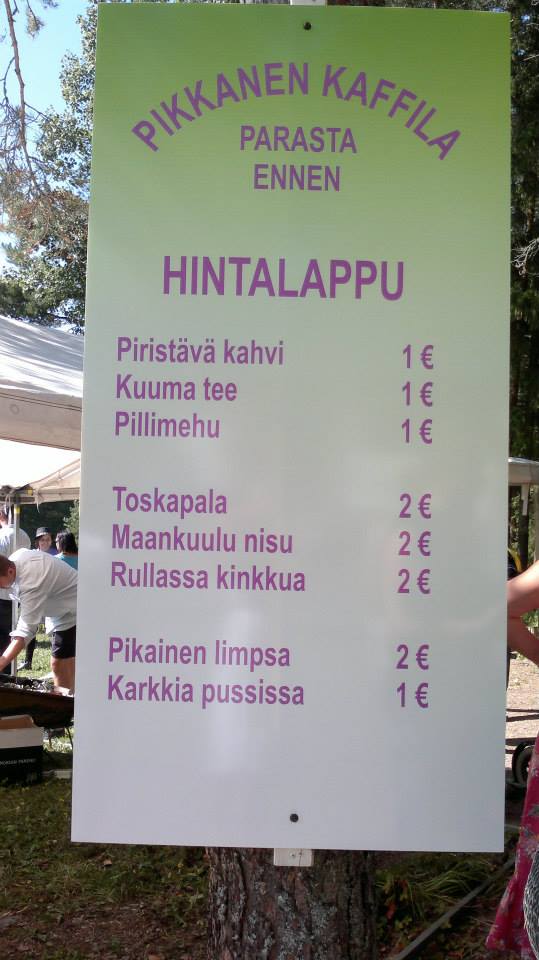 PIKKANEN KAFFILA
PARASTA
ENNEN
HINTALAPPU
Piristävä kahvi 1 €
Kuuma tee 1 €
Pillimehu 1 €
Toskapala 2 €
Maankuulu nisu 2 €
Rullassa kinkkua 2 €
Pikainen limpsa 2 €
Karkkia pussissa 1 €